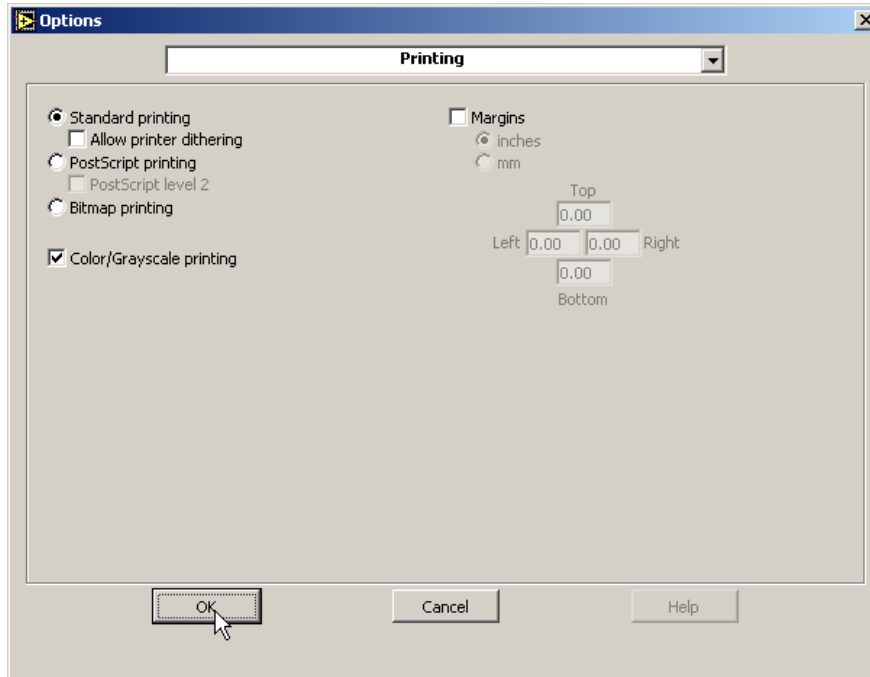 Options
Printing
Standard printing
Allow printer dithering
PostScript printing
PostScript level 2
Bitmap printing
Color/Grayscale printing
Margins
inches
mm
Top
0.00
Left 0.00 0.00 Right
0.00
Bottom
OK Cancel Help